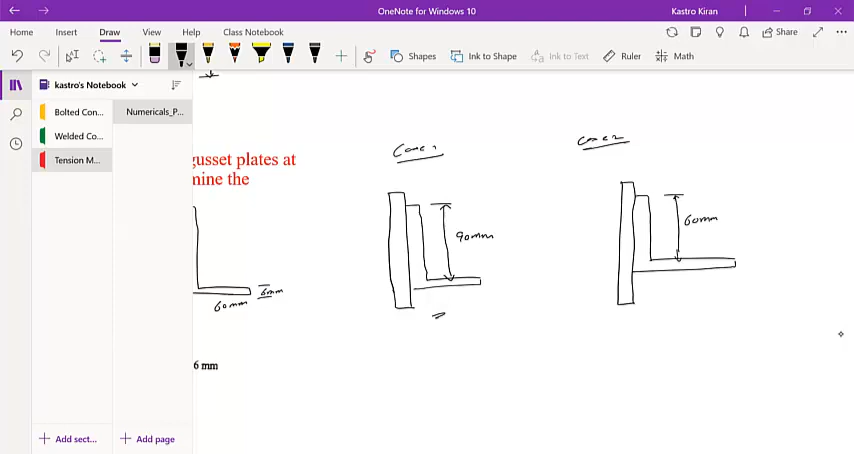 OneNote for Windows 10
Kastro Kiran
Home
Insert
Draw
View
Help
Class Notebook
Share
Shapes
Ink to Shape
Ink to Text
Ruler
Math
kastro's Notebook
Bolted Con...
Welded Co...
Tension M...
Numericals_P...
Add sect...
Add page
gusset plates at
mine the
6mm
60mm
6 mm
Case 1
90mm
Case 2
60mm